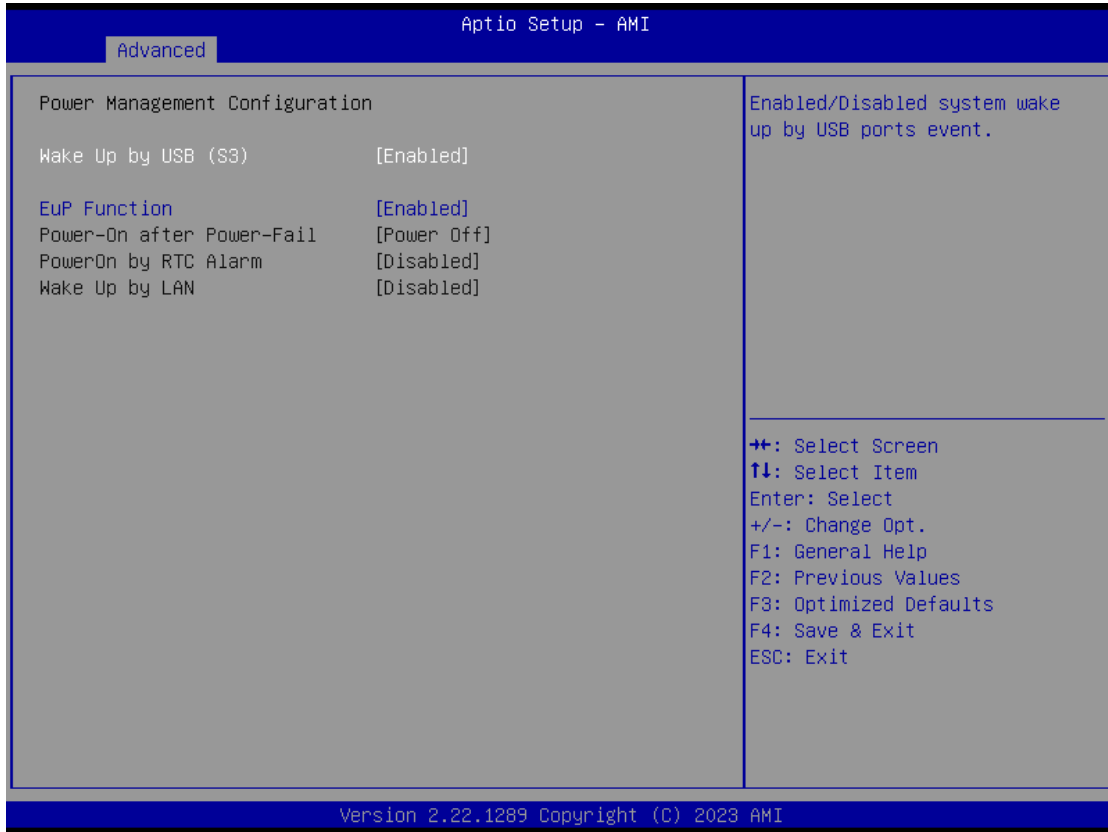 Aptio Setup – AMI
Advanced
Power Management Configuration
Wake Up by USB (S3) [Enabled]
EuP Function [Enabled]
Power-On after Power-Fail [Power Off]
PowerOn by RTC Alarm [Disabled]
Wake Up by LAN [Disabled]
Enabled/Disabled system wake
up by USB ports event.
→←: Select Screen
↑↓: Select Item
Enter: Select
+/-: Change Opt.
F1: General Help
F2: Previous Values
F3: Optimized Defaults
F4: Save & Exit
ESC: Exit
Version 2.22.1289 Copyright (C) 2023 AMI